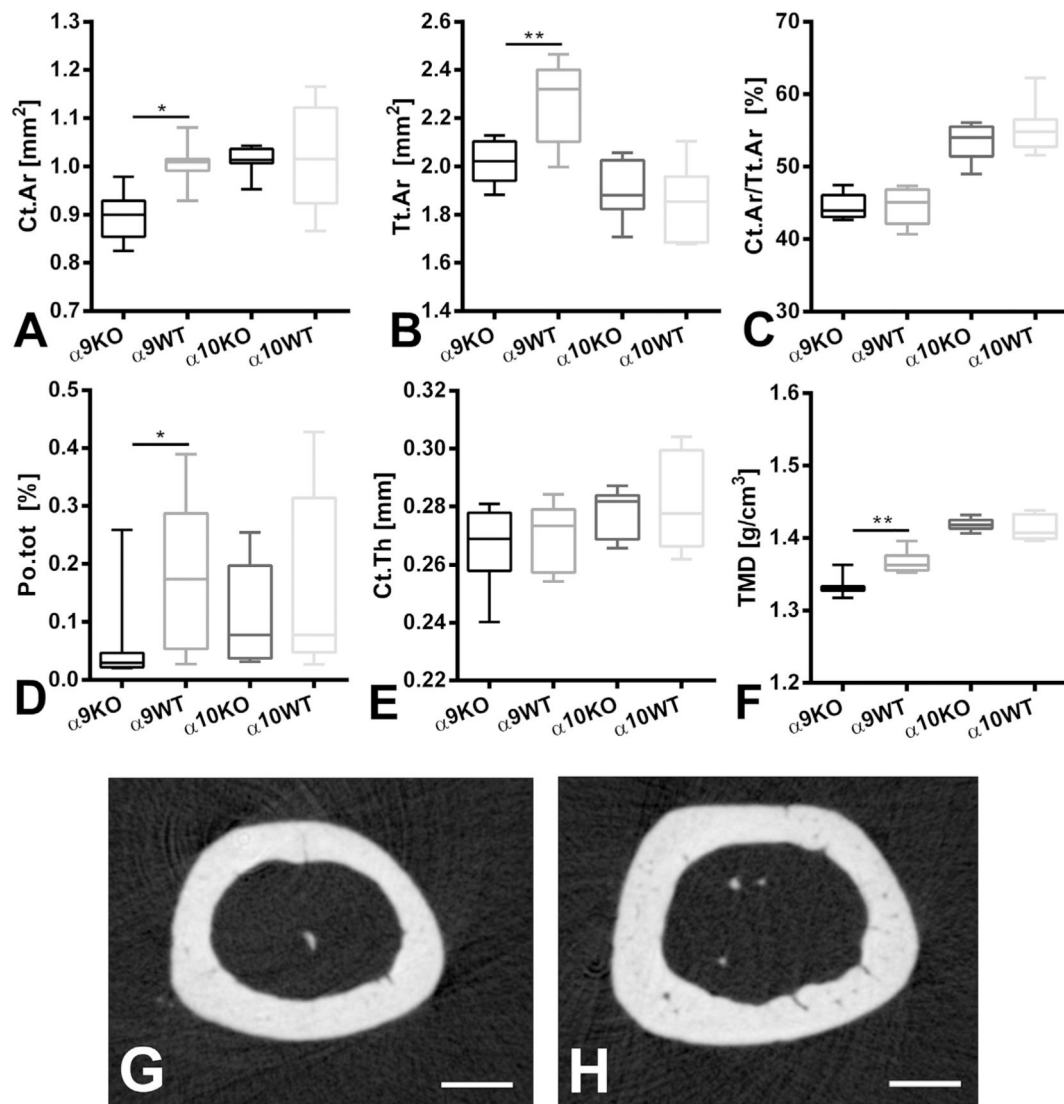 Ct.Ar [mm²]
1.3
1.2
1.1
1.0
0.9
0.8
0.7
*
α9KO
α9WT
α10KO
α10WT
A
Tt.Ar [mm²]
2.6
2.4
2.2
2.0
1.8
1.6
1.4
**
α9KO
α9WT
α10KO
α10WT
B
Ct.Ar/Tt.Ar [%]
70
60
50
40
30
α9KO
α9WT
α10KO
α10WT
C
Po.tot [%]
0.5
0.4
0.3
0.2
0.1
0.0
*
α9KO
α9WT
α10KO
α10WT
D
Ct.Th [mm]
0.32
0.30
0.28
0.26
0.24
0.22
α9KO
α9WT
α10KO
α10WT
E
TMD [g/cm³]
1.6
1.5
1.4
1.3
1.2
**
α9KO
α9WT
α10KO
α10WT
F
G
H